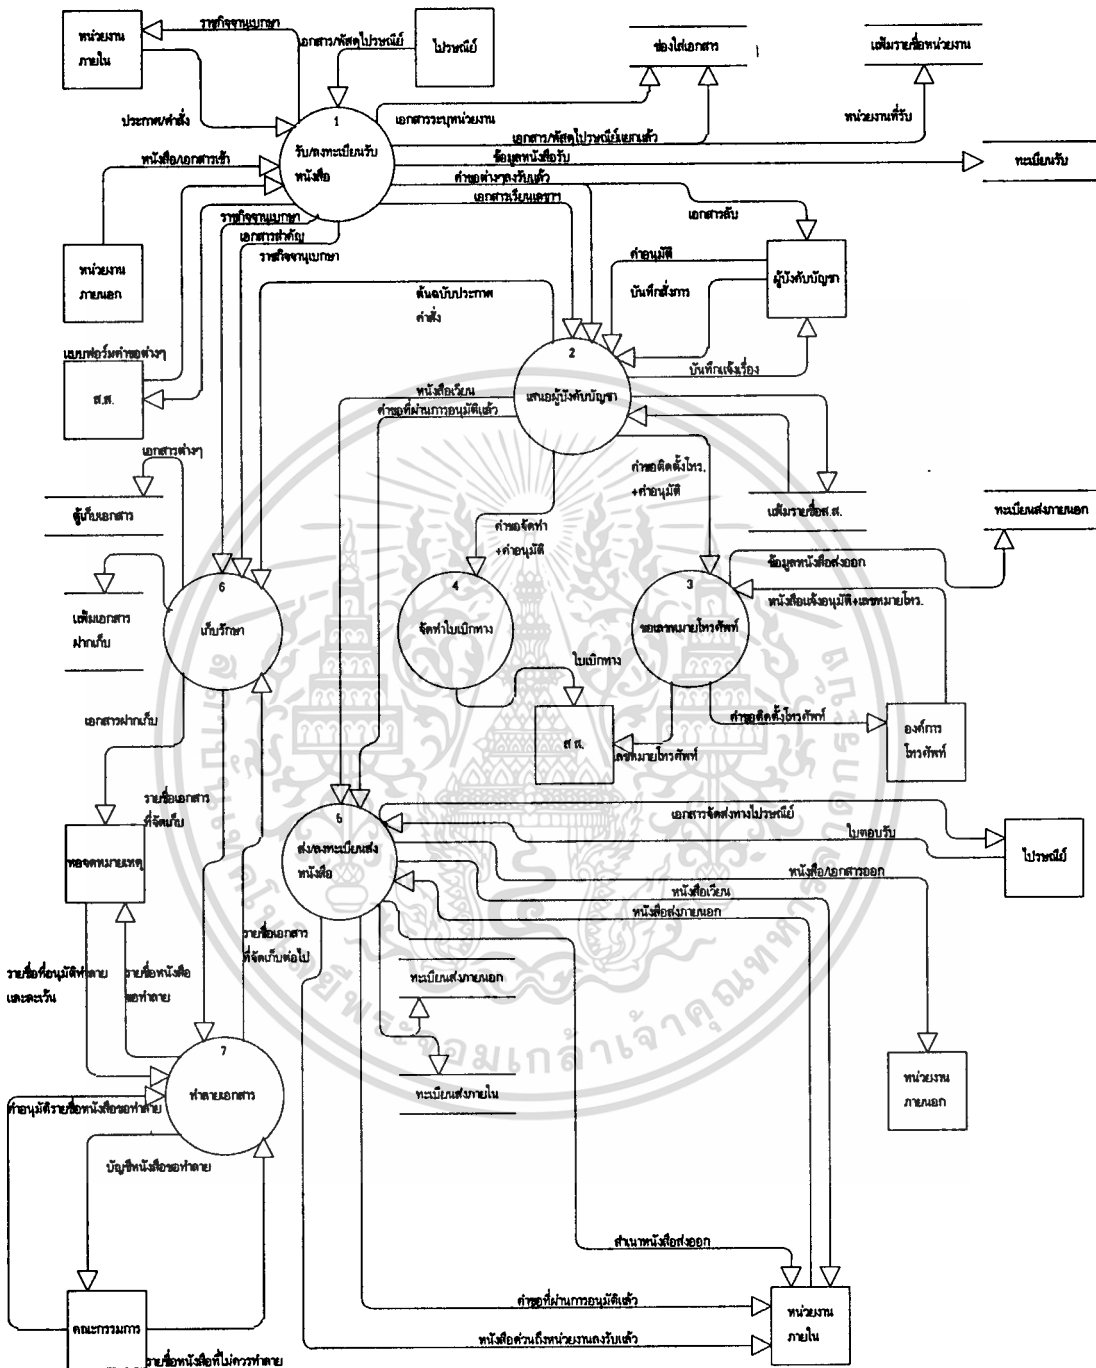 ราชกิจจานุเบกษา
หน่วยงาน
ภายใน
เอกสาร/พัสดุไปรษณีย์
ไปรษณีย์
ช่องใส่เอกสาร
แฟ้มรายชื่อหน่วยงาน
ประกาศ/คำสั่ง
1
รับ/ลงทะเบียนรับ
หนังสือ
เอกสารระบุหน่วยงาน
หน่วยงานที่รับ
เอกสาร/พัสดุไปรษณีย์แยกแล้ว
หนังสือ/เอกสารเข้า
ข้อมูลหนังสือรับ
ทะเบียนรับ
คำขอต่างๆลงรับแล้ว
เอกสารเวียนเลขาฯ
เอกสารลับ
ราชกิจจานุเบกษา
เอกสารสำคัญ
ราชกิจจานุเบกษา
หน่วยงาน
ภายนอก
คำอนุมัติ
ผู้บังคับบัญชา
บันทึกสั่งการ
ต้นฉบับประกาศ
คำสั่ง
แบบฟอร์มคำขอต่างๆ
2
เสนอผู้บังคับบัญชา
บันทึกแจ้งเรื่อง
ส.ส.
หนังสือเวียน
คำขอที่ผ่านการอนุมัติแล้ว
เอกสารต่างๆ
คำขอติดตั้งโทร.
+คำอนุมัติ
ตู้เก็บเอกสาร
แฟ้มรายชื่อส.ส.
ทะเบียนส่งภายนอก
คำขอจัดทำ
+คำอนุมัติ
ข้อมูลหนังสือส่งออก
6
เก็บรักษา
4
จัดทำใบเบิกทาง
3
ขอเลขหมายโทรศัพท์
หนังสือแจ้งอนุมัติ+เลขหมายโทร.
แฟ้มเอกสาร
ฝากเก็บ
ใบเบิกทาง
เอกสารฝากเก็บ
คำขอติดตั้งโทรศัพท์
องค์การ
โทรศัพท์
ส.ส.
เลขหมายโทรศัพท์
รายชื่อเอกสาร
ที่จัดเก็บ
5
ส่ง/ลงทะเบียนส่ง
หนังสือ
เอกสารจัดส่งทางไปรษณีย์
ใบตอบรับ
ไปรษณีย์
หอจดหมายเหตุ
หนังสือ/เอกสารออก
หนังสือเวียน
หนังสือส่งภายนอก
รายชื่อเอกสาร
ที่จัดเก็บต่อไป
รายชื่อที่อนุมัติทำลาย
และละเว้น
รายชื่อหนังสือ
ขอทำลาย
ทะเบียนส่งภายนอก
7
ทำลายเอกสาร
ทะเบียนส่งภายใน
หน่วยงาน
ภายนอก
คำอนุมัติรายชื่อหนังสือขอทำลาย
บัญชีหนังสือขอทำลาย
สำเนาหนังสือส่งออก
คำขอที่ผ่านการอนุมัติแล้ว
หน่วยงาน
ภายใน
คณะกรรมการ
หนังสือด่วนถึงหน่วยงานลงรับแล้ว
รายชื่อหนังสือที่ไม่ควรทำลาย